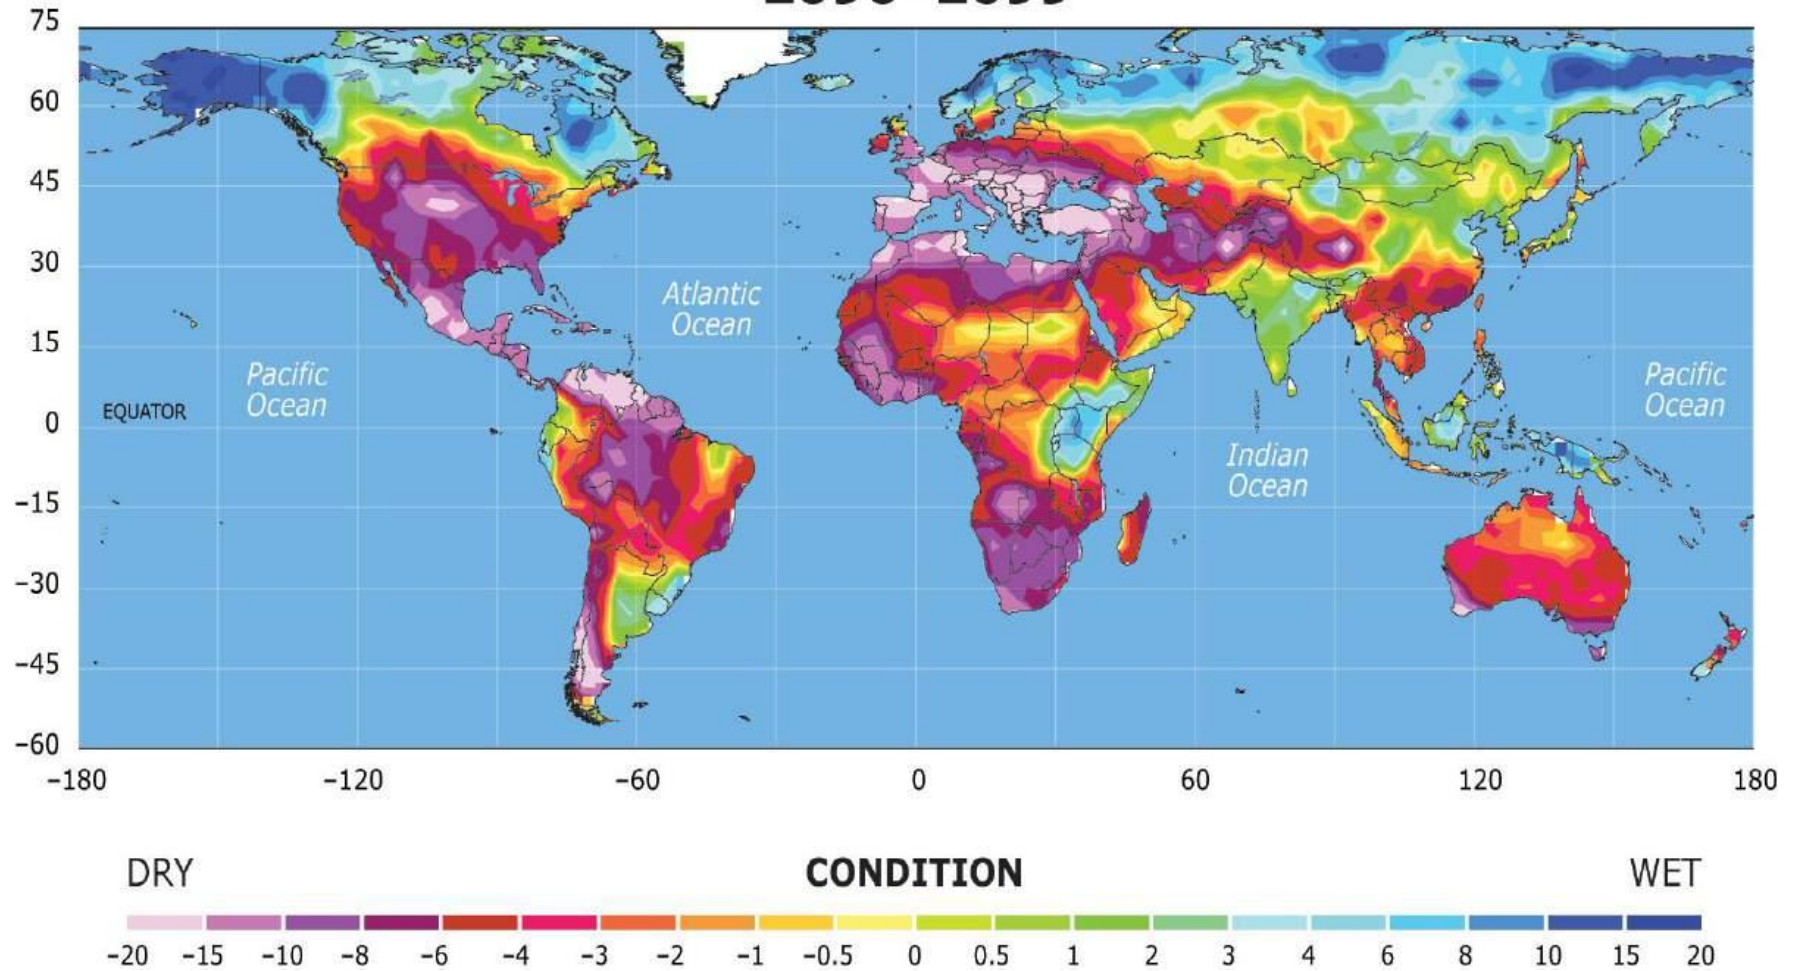 75
60
45
30
15
0
−15
−30
−45
−60
Atlantic
Ocean
Pacific
Ocean
EQUATOR
Indian
Ocean
Pacific
Ocean
−180 −120 −60 0 60 120 180
DRY CONDITION WET
−20 −15 −10 −8 −6 −4 −3 −2 −1 −0.5 0 0.5 1 2 3 4 6 8 10 15 20